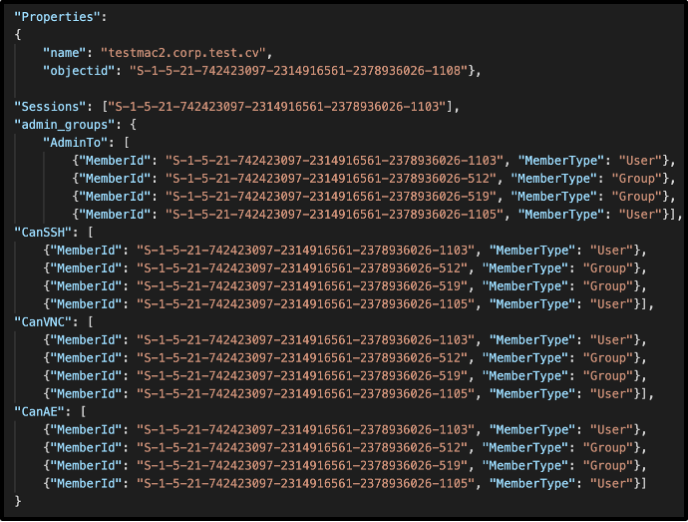 "Properties":
{
"name": "testmac2.corp.test.cv",
"objectid": "S-1-5-21-742423097-2314916561-2378936026-1108"},
"Sessions": ["S-1-5-21-742423097-2314916561-2378936026-1103"],
"admin_groups": {
"AdminTo": [
{"MemberId": "S-1-5-21-742423097-2314916561-2378936026-1103", "MemberType": "User"},
{"MemberId": "S-1-5-21-742423097-2314916561-2378936026-512", "MemberType": "Group"},
{"MemberId": "S-1-5-21-742423097-2314916561-2378936026-519", "MemberType": "Group"},
{"MemberId": "S-1-5-21-742423097-2314916561-2378936026-1105", "MemberType": "User"}],
"CanSSH": [
{"MemberId": "S-1-5-21-742423097-2314916561-2378936026-1103", "MemberType": "User"},
{"MemberId": "S-1-5-21-742423097-2314916561-2378936026-512", "MemberType": "Group"},
{"MemberId": "S-1-5-21-742423097-2314916561-2378936026-519", "MemberType": "Group"},
{"MemberId": "S-1-5-21-742423097-2314916561-2378936026-1105", "MemberType": "User"}],
"CanVNC": [
{"MemberId": "S-1-5-21-742423097-2314916561-2378936026-1103", "MemberType": "User"},
{"MemberId": "S-1-5-21-742423097-2314916561-2378936026-512", "MemberType": "Group"},
{"MemberId": "S-1-5-21-742423097-2314916561-2378936026-519", "MemberType": "Group"},
{"MemberId": "S-1-5-21-742423097-2314916561-2378936026-1105", "MemberType": "User"}],
"CanAE": [
{"MemberId": "S-1-5-21-742423097-2314916561-2378936026-1103", "MemberType": "User"},
{"MemberId": "S-1-5-21-742423097-2314916561-2378936026-512", "MemberType": "Group"},
{"MemberId": "S-1-5-21-742423097-2314916561-2378936026-519", "MemberType": "Group"},
{"MemberId": "S-1-5-21-742423097-2314916561-2378936026-1105", "MemberType": "User"}]
}